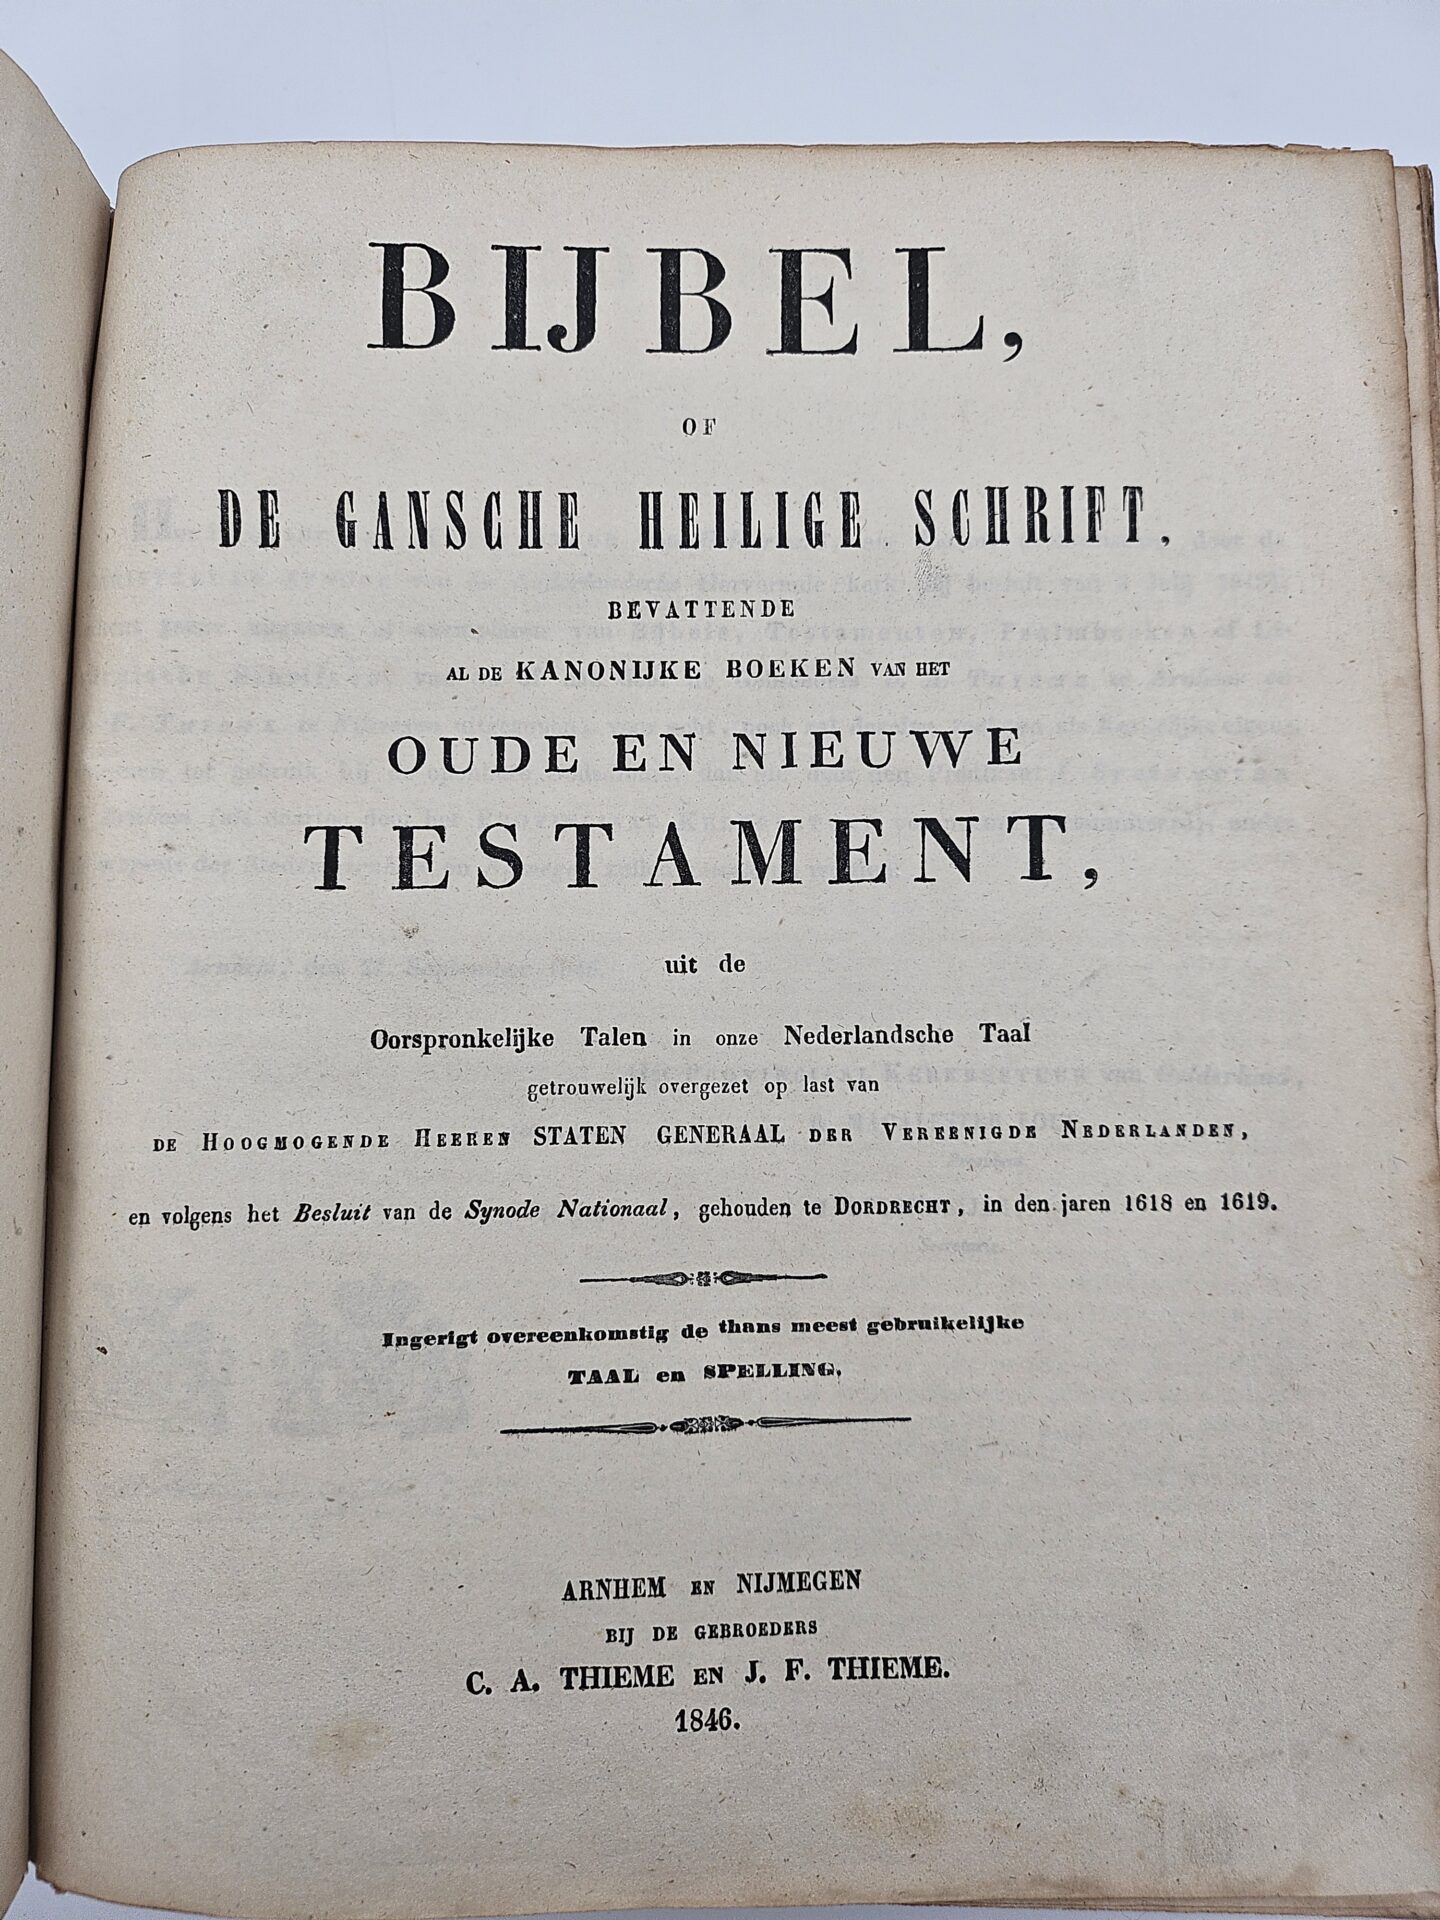 BIJBEL,
OF
DE GANSCHE HEILIGE SCHRIFT,
BEVATTENDE
AL DE KANONIJKE BOEKEN VAN HET
OUDE EN NIEUWE
TESTAMENT,
uit de
Oorspronkelijke Talen in onze Nederlandsche Taal
getrouwelijk overgezet op last van
DE HOOGMOGENDE HEEREN STATEN GENERAAL DER VEREENIGDE NEDERLANDEN,
en volgens het Besluit van de Synode Nationaal, gehouden te DORDRECHT, in den jaren 1618 en 1619.
Ingerigt overeenkomstig de thans meest gebruikelijke
TAAL en SPELLING.
ARNHEM EN NIJMEGEN
BIJ DE GEBROEDERS
C. A. THIEME EN J. F. THIEME.
1846.